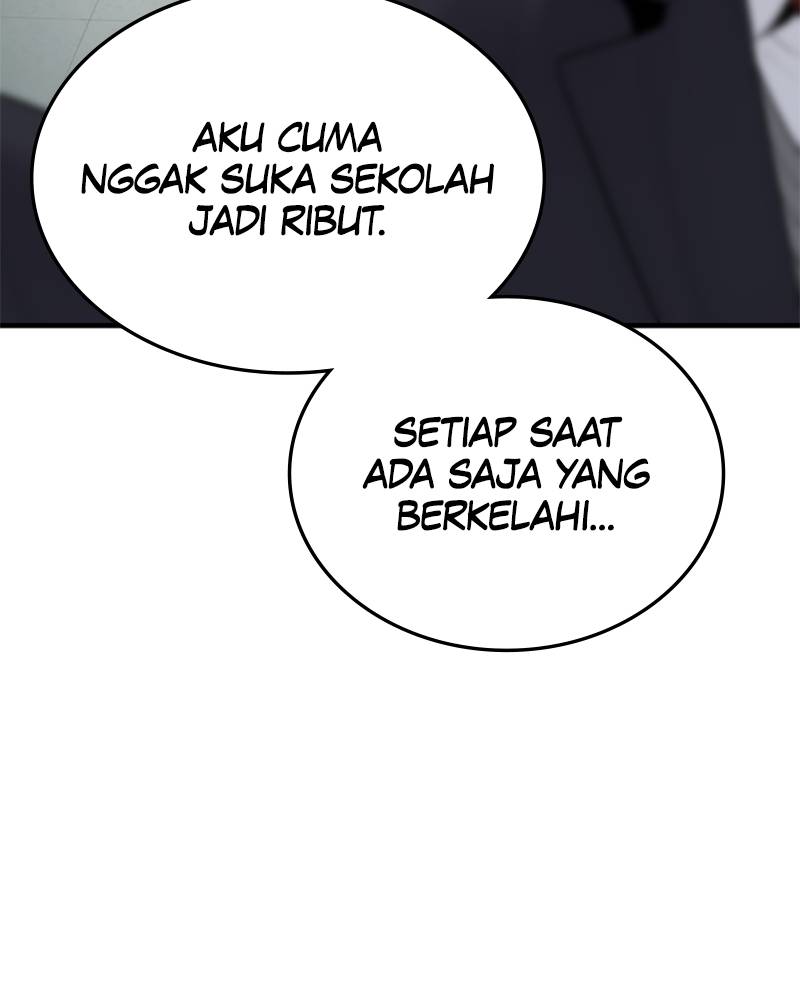 AKU CUMA
NGGAK SUKA SEKOLAH
JADI RIBUT.
SETIAP SAAT
ADA SAJA YANG
BERKELAHI...